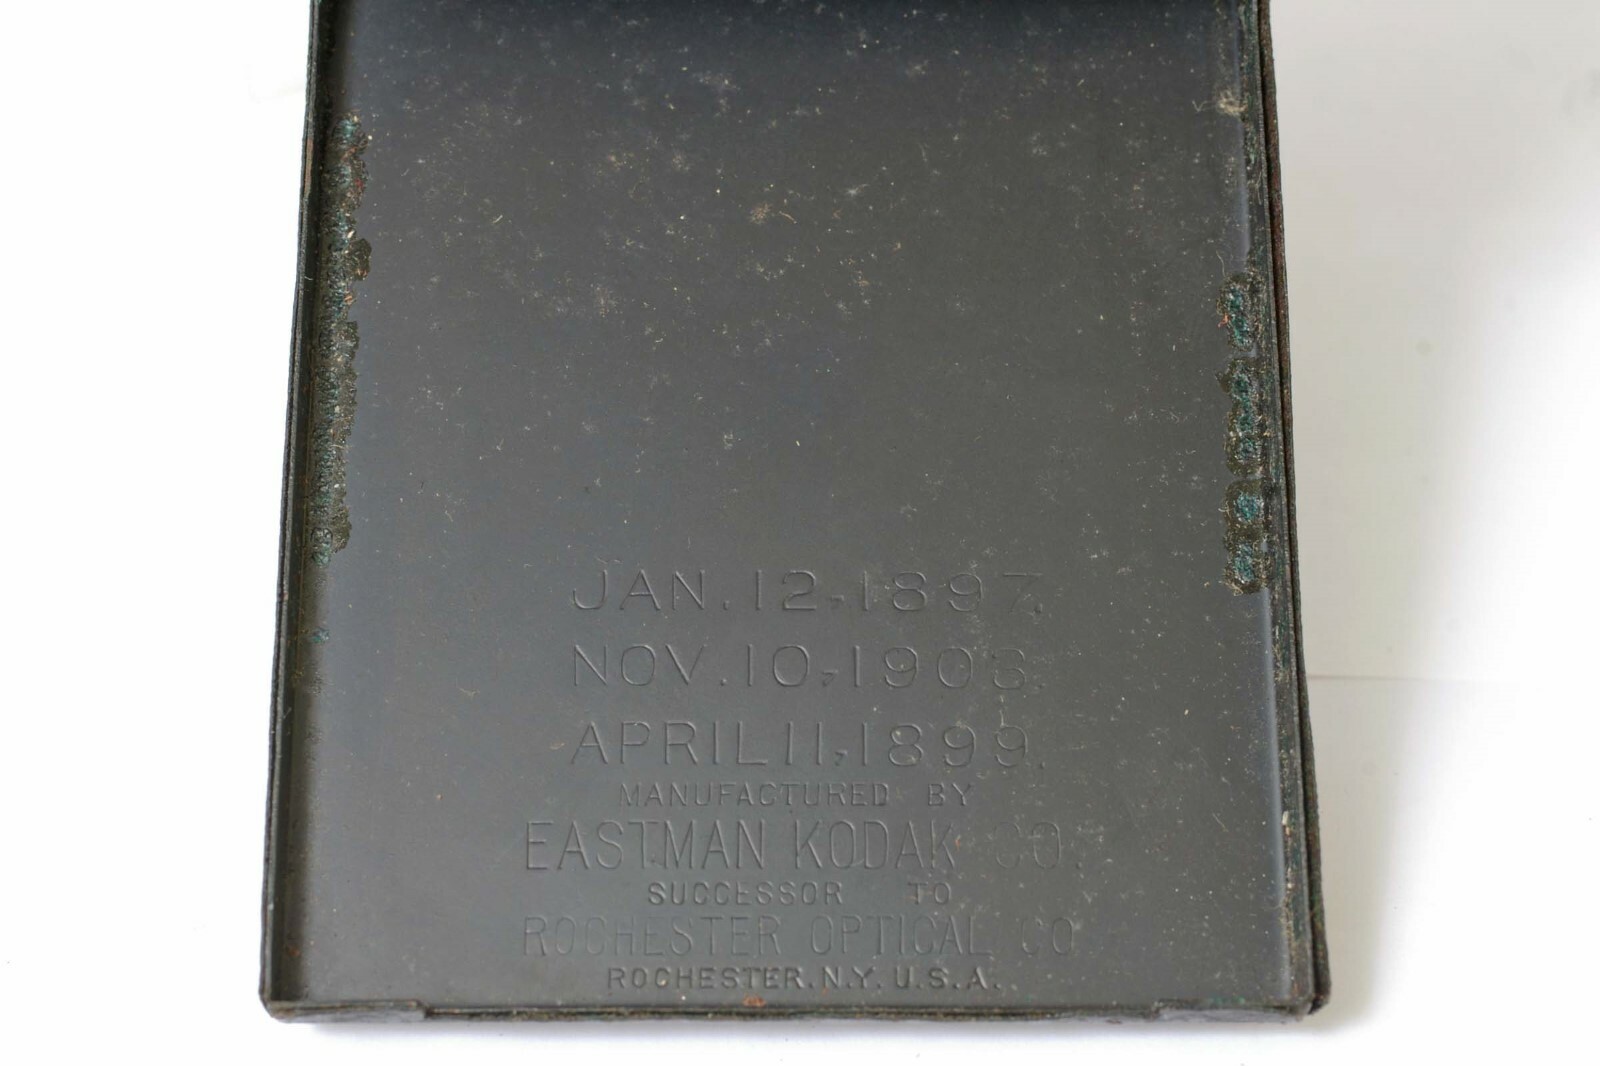 JAN. 12, 1897.
NOV. 10, 1903.
APRIL 11, 1899.
MANUFACTURED BY
EASTMAN KODAK CO.
SUCCESSOR TO
ROCHESTER OPTICAL CO
ROCHESTER. N.Y. U.S.A.